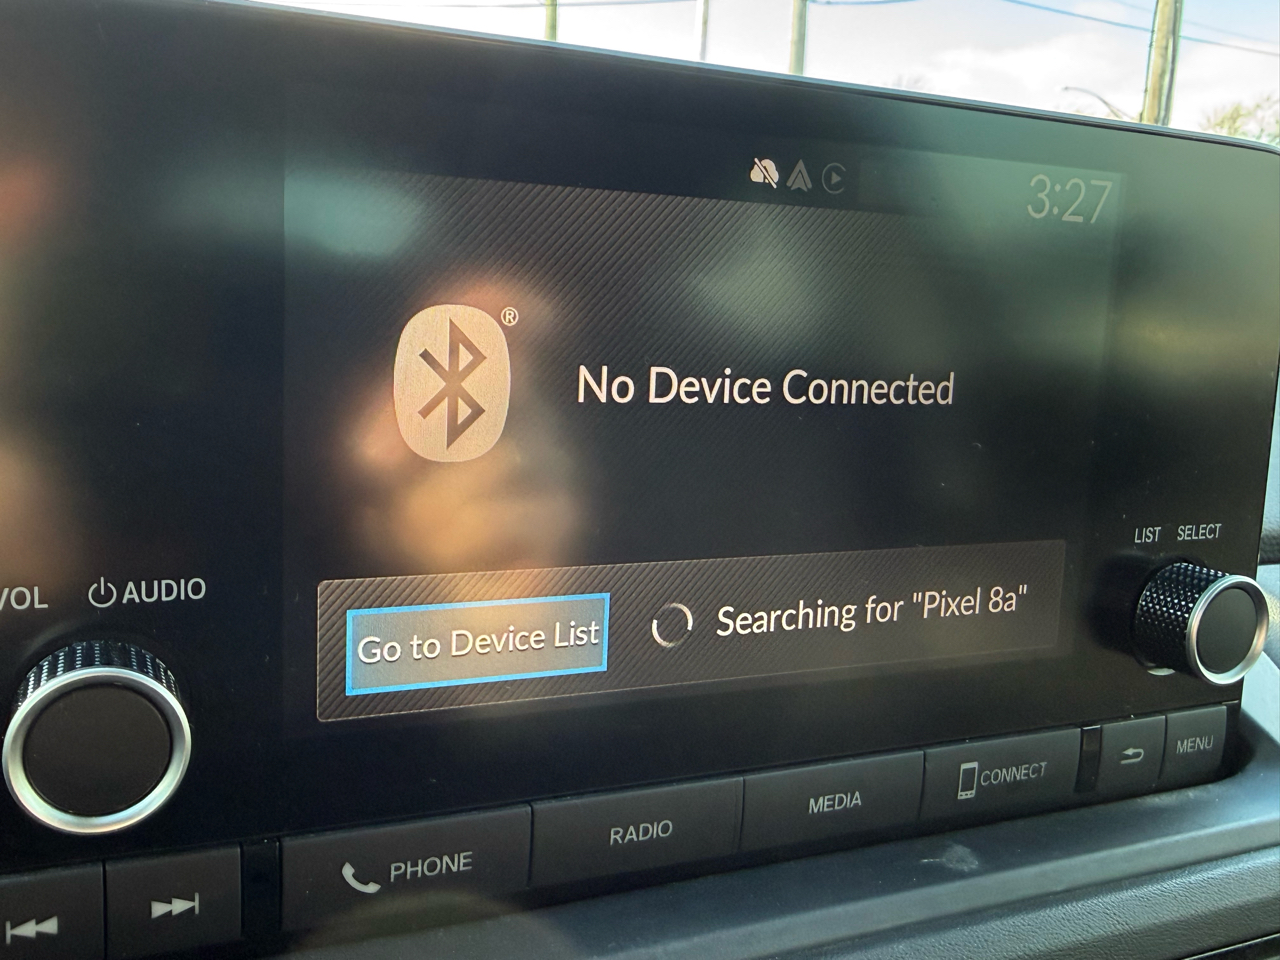 3:27
®
No Device Connected
Go to Device List
Searching for "Pixel 8a"
LIST SELECT
VOL AUDIO
PHONE
RADIO
MEDIA
CONNECT
MENU